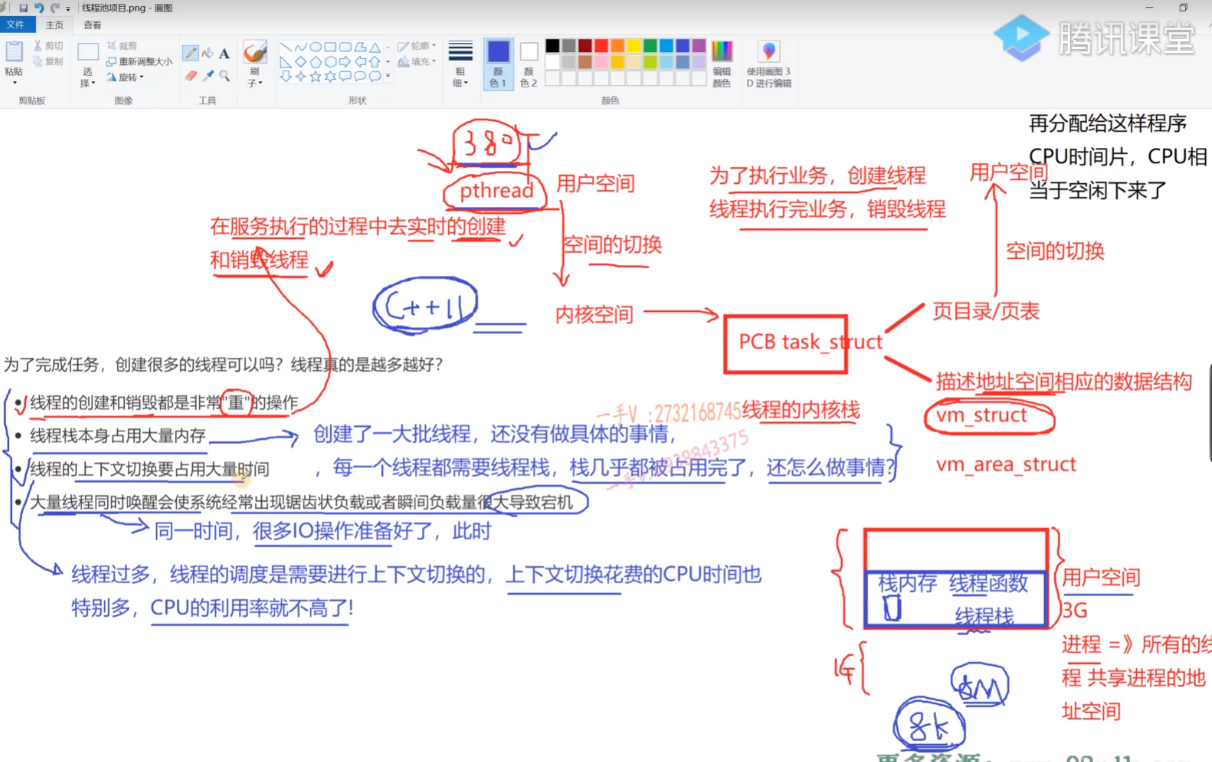 线程池项目.png - 画图
文件 主页 查看
粘贴
剪切
复制
剪贴板
选择
裁剪
重新调整大小
旋转
图像
A
工具
刷子
形状
轮廓
填充
粗细
颜色 1
颜色 2
颜色
编辑颜色
使用画图 3D 进行编辑
腾讯课堂
再分配给这样程序
CPU时间片，CPU相
当于空闲下来了
380
pthread
用户空间
为了执行业务，创建线程
线程执行完业务，销毁线程
用户空间
在服务执行的过程中去实时的创建
和销毁线程
空间的切换
空间的切换
C++11
内核空间
页目录/页表
PCB task_struct
为了完成任务，创建很多的线程可以吗？线程真的是越多越好？
描述地址空间相应的数据结构
• 线程的创建和销毁都是非常"重"的操作
一手V :2732168745
线程的内核栈
vm_struct
• 线程栈本身占用大量内存
创建了一大批线程，还没有做具体的事情，
• 线程的上下文切换要占用大量时间
，每一个线程都需要线程栈，栈几乎都被占用完了，还怎么做事情?
vm_area_struct
• 大量线程同时唤醒会使系统经常出现锯齿状负载或者瞬间负载量很大导致宕机
同一时间，很多IO操作准备好了，此时
线程过多，线程的调度是需要进行上下文切换的，上下文切换花费的CPU时间也
特别多，CPU的利用率就不高了!
栈内存 线程函数
线程栈
用户空间
3G
进程 =》所有的线
程 共享进程的地
址空间
1G
8M
8k